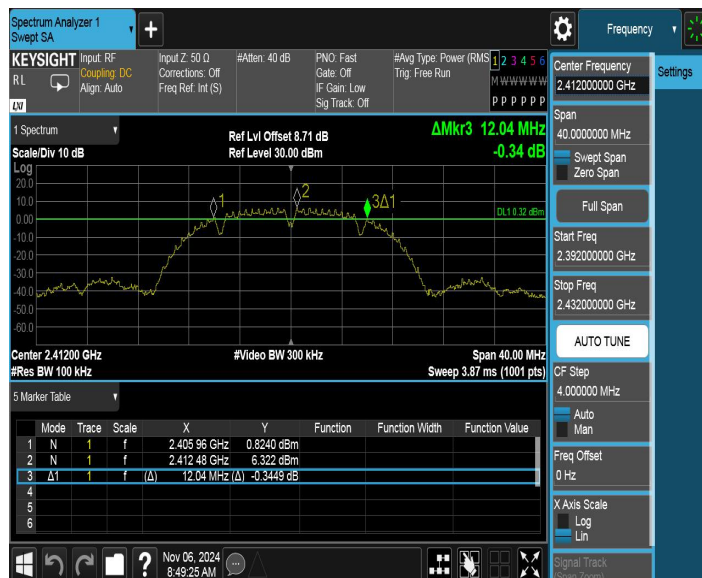 Spectrum Analyzer 1
Swept SA
+
Frequency
KEYSIGHT
R L
LXI
Input: RF
Coupling: DC
Align: Auto
Input Z: 50 Ω
Corrections: Off
Freq Ref: Int (S)
#Atten: 40 dB
PNO: Fast
Gate: Off
IF Gain: Low
Sig Track: Off
#Avg Type: Power (RMS
Trig: Free Run
1 2 3 4 5 6
M W W W W W
P P P P P P
1 Spectrum
Scale/Div 10 dB
Ref Lvl Offset 8.71 dB
Ref Level 30.00 dBm
ΔMkr3 12.04 MHz
-0.34 dB
Log
20.0
10.0
0.00
-10.0
-20.0
-30.0
-40.0
-50.0
-60.0
1
2
3Δ1
DL1 0.32 dBm
Center 2.41200 GHz
#Video BW 300 kHz
Span 40.00 MHz
#Res BW 100 kHz
Sweep 3.87 ms (1001 pts)
5 Marker Table
Mode Trace Scale X Y Function Function Width Function Value
1 N 1 f 2.405 96 GHz 0.8240 dBm
2 N 1 f 2.412 48 GHz 6.322 dBm
3 Δ1 1 f (Δ) 12.04 MHz (Δ) -0.3449 dB
4
5
6
Nov 06, 2024
8:49:25 AM
?
Center Frequency
2.412000000 GHz
Span
40.0000000 MHz
Swept Span
Zero Span
Full Span
Start Freq
2.392000000 GHz
Stop Freq
2.432000000 GHz
AUTO TUNE
CF Step
4.000000 MHz
Auto
Man
Freq Offset
0 Hz
X Axis Scale
Log
Lin
Signal Track
(Span Zoom)
Settings